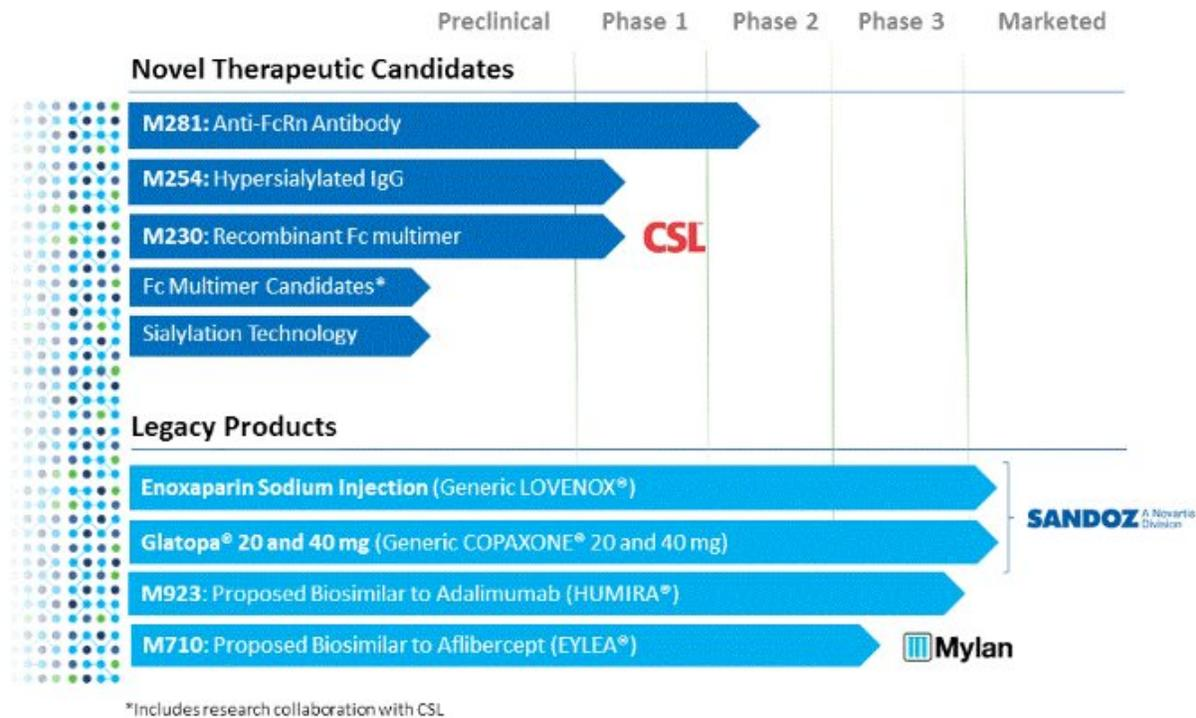 Preclinical Phase 1 Phase 2 Phase 3 Marketed
Novel Therapeutic Candidates
M281: Anti-FcRn Antibody
M254: Hypersialylated IgG
M230: Recombinant Fc multimer
CSL
Fc Multimer Candidates*
Sialylation Technology
Legacy Products
Enoxaparin Sodium Injection (Generic LOVENOX®)
Glatopa® 20 and 40 mg (Generic COPAXONE® 20 and 40 mg)
SANDOZ A Novartis
Division
M923: Proposed Biosimilar to Adalimumab (HUMIRA®)
M710: Proposed Biosimilar to Aflibercept (EYLEA®)
Mylan
*Includes research collaboration with CSL